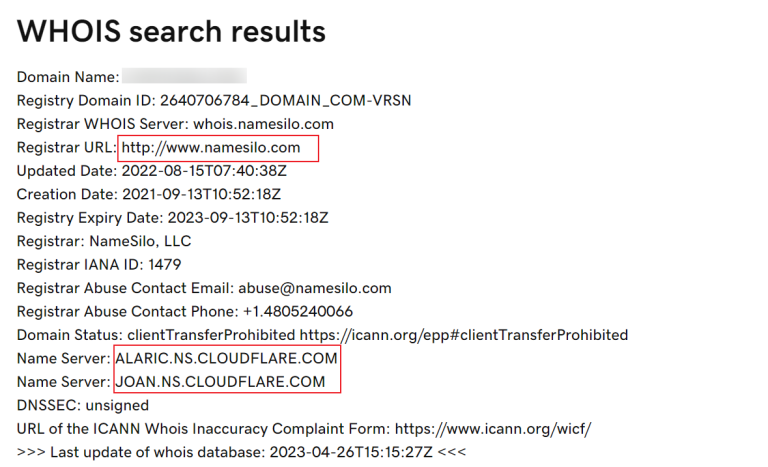 WHOIS search results
Domain Name:
Registry Domain ID: 2640706784_DOMAIN_COM-VRSN
Registrar WHOIS Server: whois.namesilo.com
Registrar URL: http://www.namesilo.com
Updated Date: 2022-08-15T07:40:38Z
Creation Date: 2021-09-13T10:52:18Z
Registry Expiry Date: 2023-09-13T10:52:18Z
Registrar: NameSilo, LLC
Registrar IANA ID: 1479
Registrar Abuse Contact Email: abuse@namesilo.com
Registrar Abuse Contact Phone: +1.4805240066
Domain Status: clientTransferProhibited https://icann.org/epp#clientTransferProhibited
Name Server: ALARIC.NS.CLOUDFLARE.COM
Name Server: JOAN.NS.CLOUDFLARE.COM
DNSSEC: unsigned
URL of the ICANN Whois Inaccuracy Complaint Form: https://www.icann.org/wicf/
>>> Last update of whois database: 2023-04-26T15:15:27Z <<<